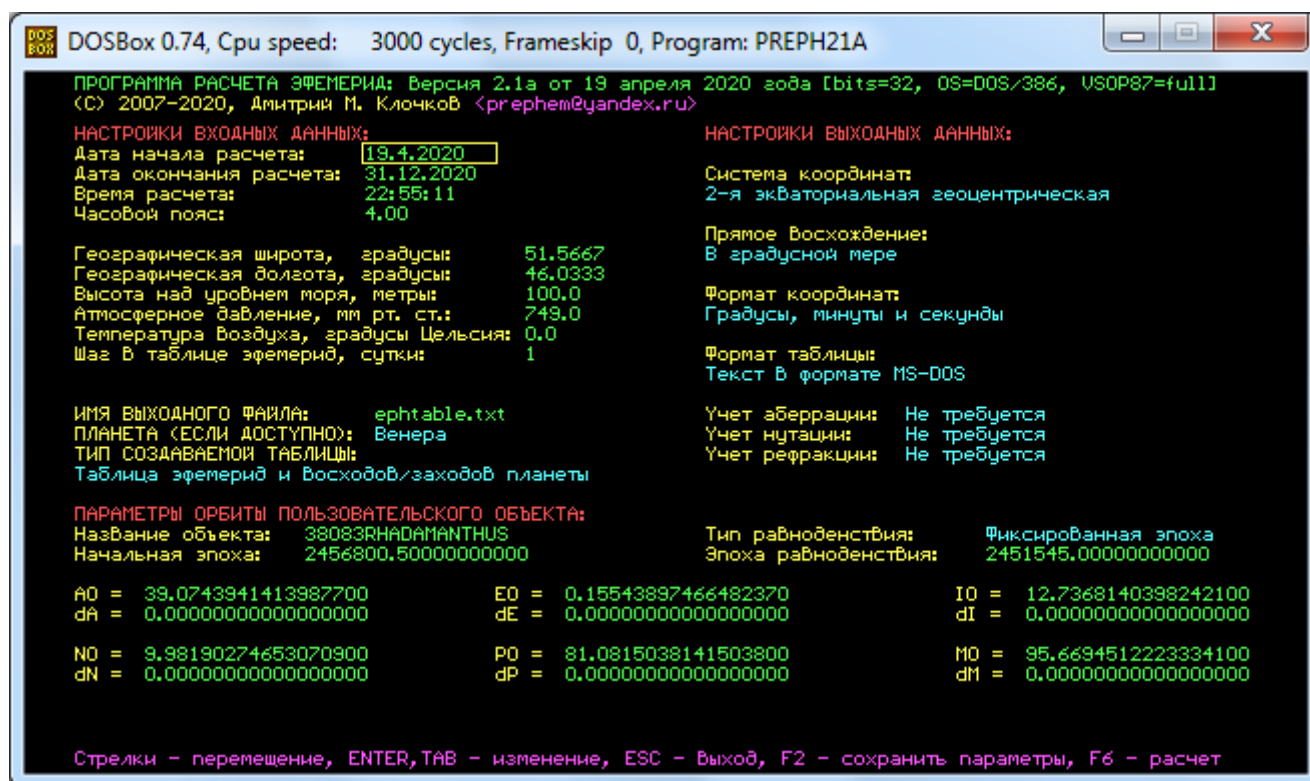 DOSBox 0.74, Cpu speed: 3000 cycles, Frameskip 0, Program: PREPH21A
ПРОГРАММА РАСЧЕТА ЭФЕМЕРИД: Версия 2.1a от 19 апреля 2020 года [bits=32, OS=DOS/386, VSOP87=full]
(C) 2007-2020, Дмитрий М. Клочков <prephem@yandex.ru>
НАСТРОЙКИ ВХОДНЫХ ДАННЫХ: НАСТРОЙКИ ВЫХОДНЫХ ДАННЫХ:
Дата начала расчета: 19.4.2020
Дата окончания расчета: 31.12.2020 Система координат:
Время расчета: 22:55:11 2-я экваториальная геоцентрическая
Часовой пояс: 4.00
Прямое восхождение:
Географическая широта, градусы: 51.5667 В градусной мере
Географическая долгота, градусы: 46.0333
Высота над уровнем моря, метры: 100.0 Формат координат:
Атмосферное давление, мм рт. ст.: 749.0 Градусы, минуты и секунды
Температура воздуха, градусы Цельсия: 0.0
Шаг в таблице эфемерид, сутки: 1 Формат таблицы:
Текст в формате MS-DOS
ИМЯ ВЫХОДНОГО ФАЙЛА: ephtable.txt Учет аберрации: Не требуется
ПЛАНЕТА (ЕСЛИ ДОСТУПНО): Венера Учет нутации: Не требуется
ТИП СОЗДАВАЕМОЙ ТАБЛИЦЫ: Учет рефракции: Не требуется
Таблица эфемерид и восходов/заходов планеты
ПАРАМЕТРЫ ОРБИТЫ ПОЛЬЗОВАТЕЛЬСКОГО ОБЪЕКТА:
Название объекта: 38083RHADAMANTHUS Тип равноденствия: Фиксированная эпоха
Начальная эпоха: 2456800.50000000000 Эпоха равноденствия: 2451545.00000000000
A0 = 39.0743941413987700 E0 = 0.15543897466482370 I0 = 12.7368140398242100
dA = 0.00000000000000000 dE = 0.00000000000000000 dI = 0.00000000000000000
N0 = 9.98190274653070900 P0 = 81.0815038141503800 M0 = 95.6694512223334100
dN = 0.00000000000000000 dP = 0.00000000000000000 dM = 0.00000000000000000
Стрелки - перемещение, ENTER,TAB - изменение, ESC - Выход, F2 - сохранить параметры, F6 - расчет